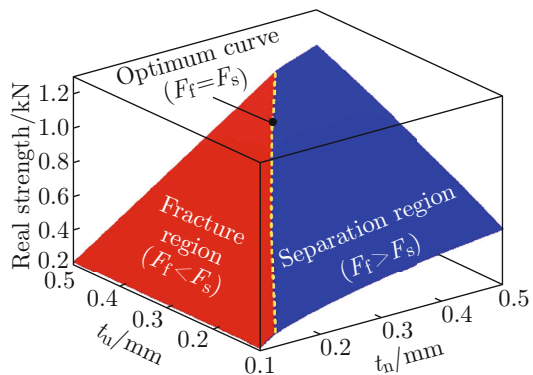 Optimum curve
(F_f=F_s)
Real strength/kN
1.2
1.0
0.8
0.6
0.4
0.2
Fracture
region
(F_f<F_s)
Separation region
(F_f>F_s)
0.5
0.4
0.3
0.2
0.1
t_u/mm
0.2
0.3
0.4
0.5
t_n/mm